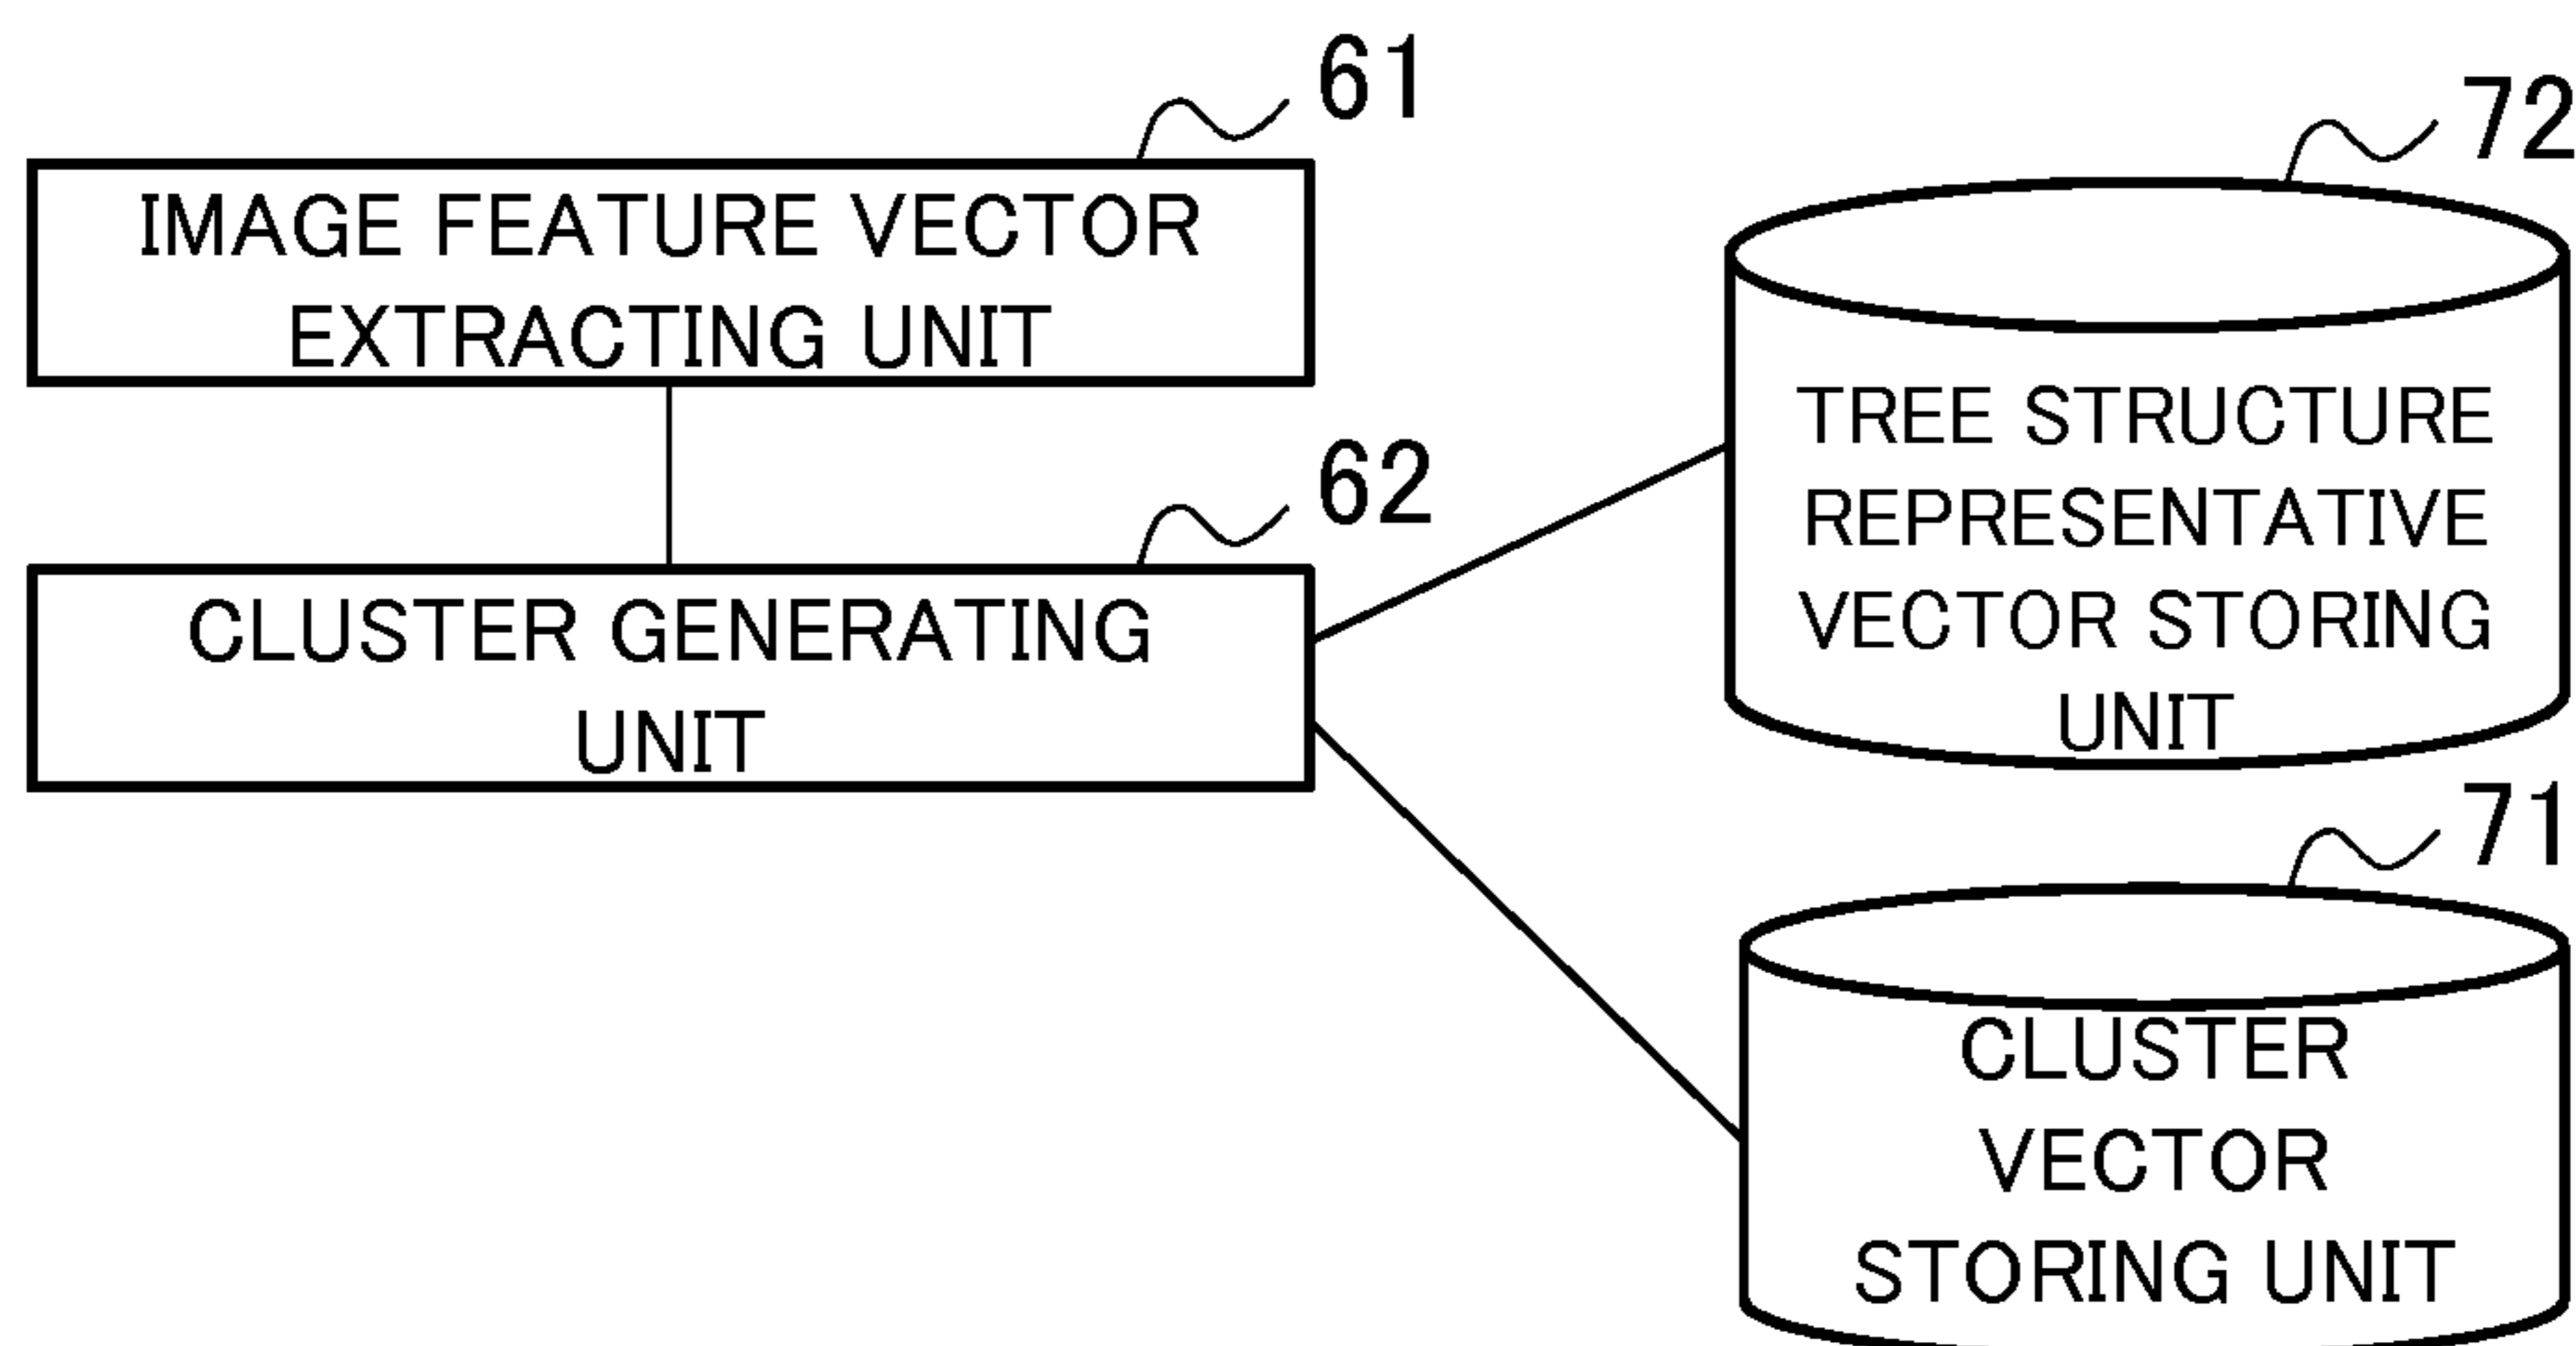 61
IMAGE FEATURE VECTOR
EXTRACTING UNIT
62
CLUSTER GENERATING
UNIT
72
TREE STRUCTURE
REPRESENTATIVE
VECTOR STORING
UNIT
71
CLUSTER
VECTOR
STORING UNIT